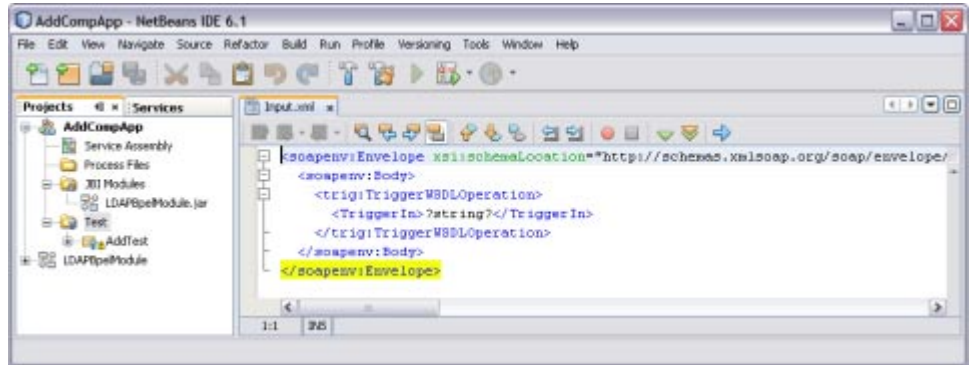 AddCompApp - NetBeans IDE 6.1
File Edit View Navigate Source Refactor Build Run Profile Versioning Tools Window Help
Projects Services
Input.xml
AddCompApp
Service Assembly
Process Files
JBI Modules
LDAPBpelModule.jar
Test
AddTest
LDAPBpelModule
<soapenv:Envelope xsi:schemaLocation="http://schemas.xmlsoap.org/soap/envelope/
<soapenv:Body>
<trig:TriggerWSDLOperation>
<TriggerIn>?string?</TriggerIn>
</trig:TriggerWSDLOperation>
</soapenv:Body>
</soapenv:Envelope>
1:1 INS